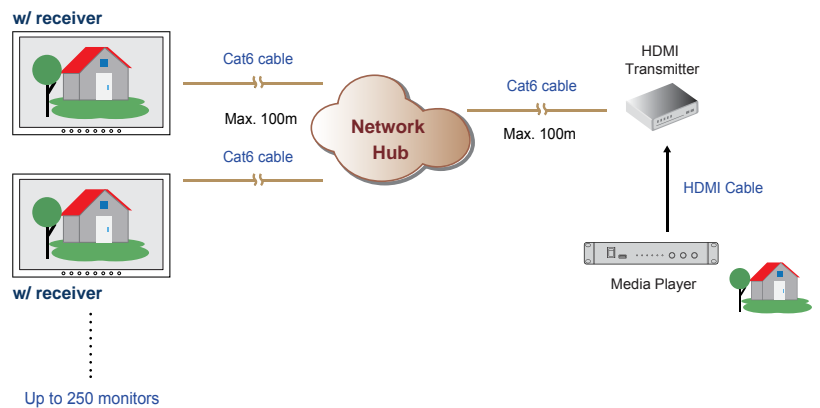 w/ receiver
Cat6 cable
Max. 100m
Cat6 cable
Network
Hub
Cat6 cable
Max. 100m
HDMI
Transmitter
HDMI Cable
Media Player
w/ receiver
Up to 250 monitors